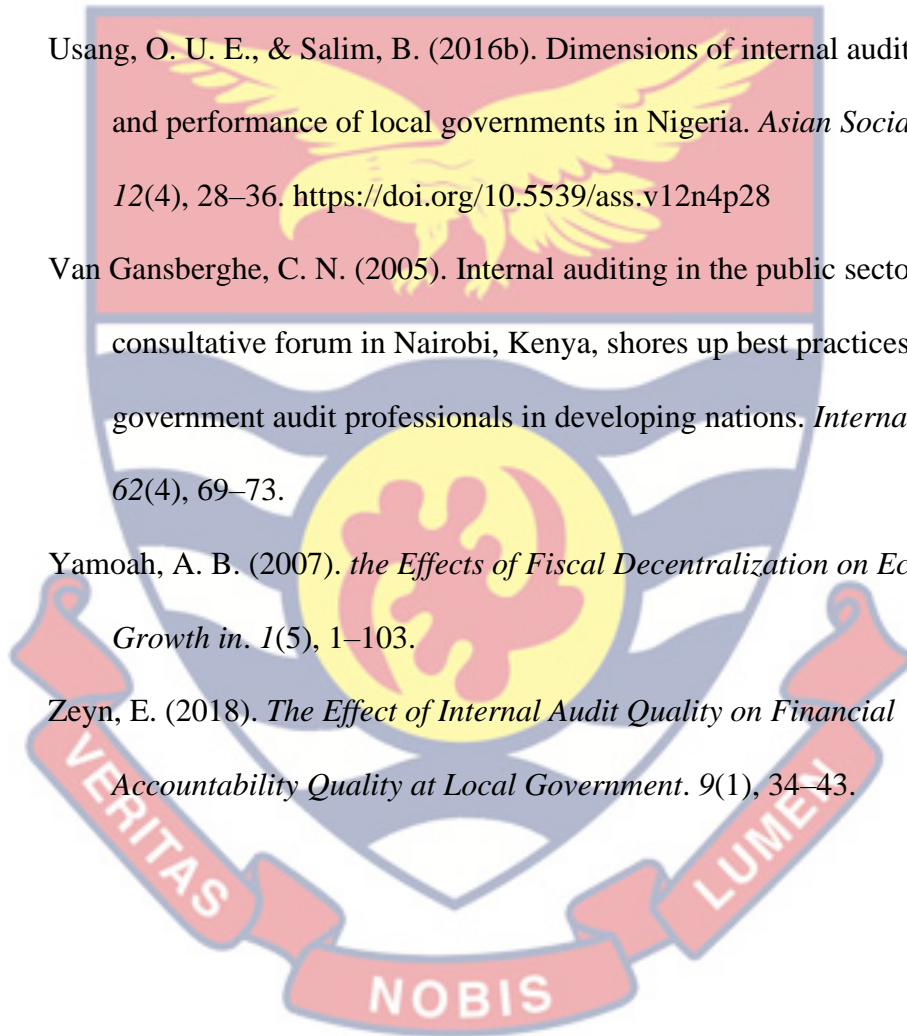 Usang, O. U. E., & Salim, B. (2016b). Dimensions of internal audit
and performance of local governments in Nigeria. Asian Socia
12(4), 28–36. https://doi.org/10.5539/ass.v12n4p28
Van Gansberghe, C. N. (2005). Internal auditing in the public secto
consultative forum in Nairobi, Kenya, shores up best practices
government audit professionals in developing nations. Interna
62(4), 69–73.
Yamoah, A. B. (2007). the Effects of Fiscal Decentralization on Ec
Growth in. 1(5), 1–103.
Zeyn, E. (2018). The Effect of Internal Audit Quality on Financial
Accountability Quality at Local Government. 9(1), 34–43.
VERITAS
NOBIS
LUMEN